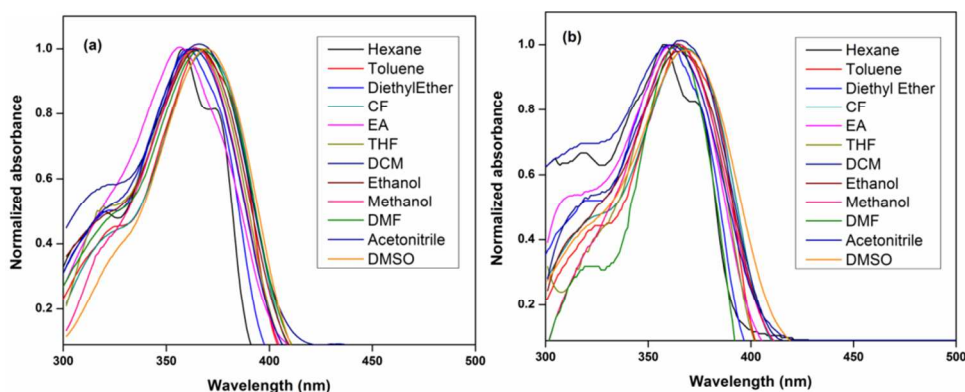 (a)
Normalized absorbance
1.0
0.8
0.6
0.4
0.2
Hexane
Toluene
DiethylEther
CF
EA
THF
DCM
Ethanol
Methanol
DMF
Acetonitrile
DMSO
300 350 400 450 500
Wavelength (nm)
(b)
Normalized absorbance
1.0
0.8
0.6
0.4
0.2
Hexane
Toluene
Diethyl Ether
CF
EA
THF
DCM
Ethanol
Methanol
DMF
Acetonitrile
DMSO
300 350 400 450 500
Wavelength (nm)